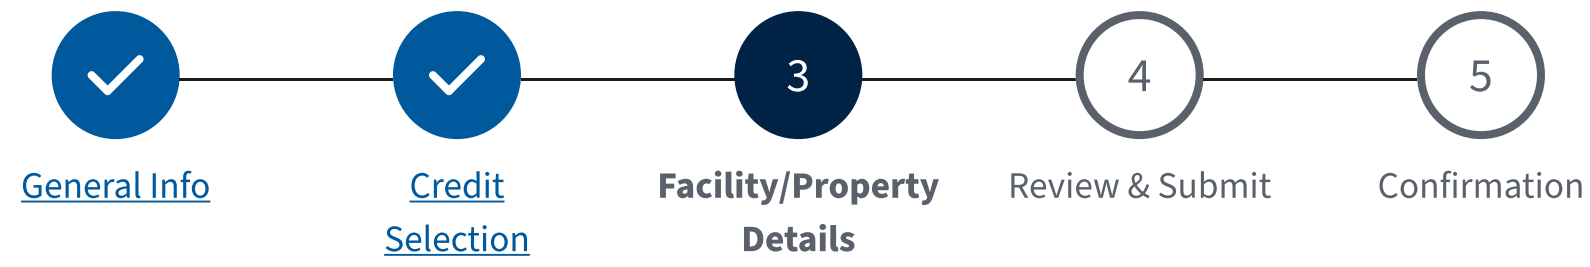 3
4
5
General Info
Credit
Selection
Facility/Property
Details
Review & Submit
Confirmation